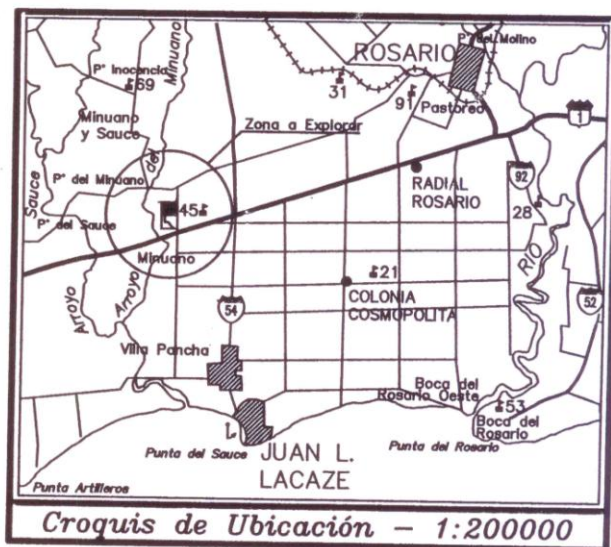 Pº del Molino
ROSARIO
Pº Inocencia
69
31
91
Pastoreo
Minuano
del
Arroyo
Minuano
y Sauce
Zona a Explorar
1
Pº del Minuano
RADIAL
ROSARIO
92
28
Sauce
Arroyo
45
Pº del Sauce
Minuano
RIO
21
COLONIA
COSMOPOLITA
54
52
Villa Pancha
Boca del
Rosario Oeste
53
Boca del
Rosario
Punta del Sauce
JUAN L.
LACAZE
Punta del Rosario
Punta Artilleros
Croquis de Ubicación - 1:200000